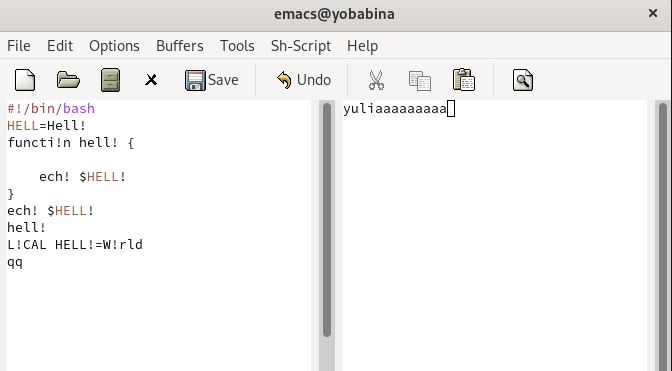 emacs@yobabina
File Edit Options Buffers Tools Sh-Script Help
Save Undo
#!/bin/bash
HELL=Hell!
functi!n hell! {
    ech! $HELL!
}
ech! $HELL!
hell!
L!CAL HELL!=W!rld
qq
yuliaaaaaaaaa